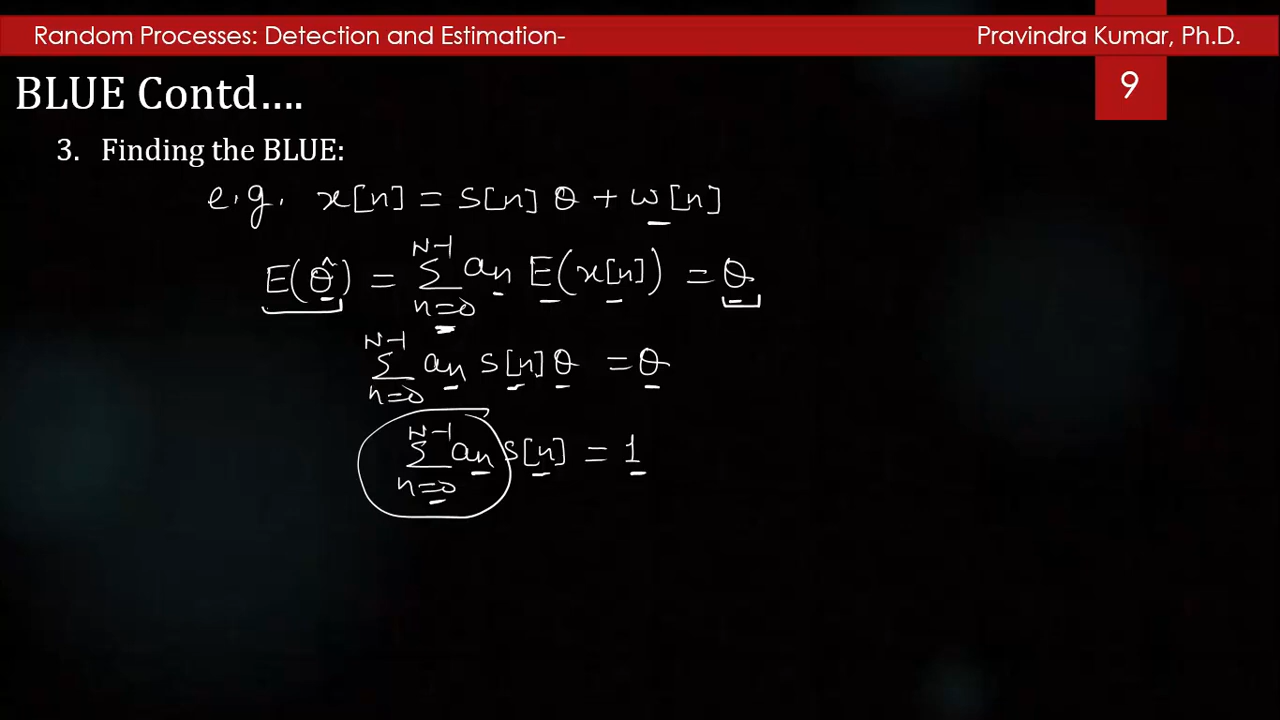 Random Processes: Detection and Estimation-
Pravindra Kumar, Ph.D.
BLUE Contd....
9
3. Finding the BLUE:
e.g. x[n] = s[n] θ + w[n]
E(θ̂) = Σ_{n=0}^{N-1} a_n E(x[n]) = θ
Σ_{n=0}^{N-1} a_n s[n] θ = θ
Σ_{n=0}^{N-1} a_n s[n] = 1